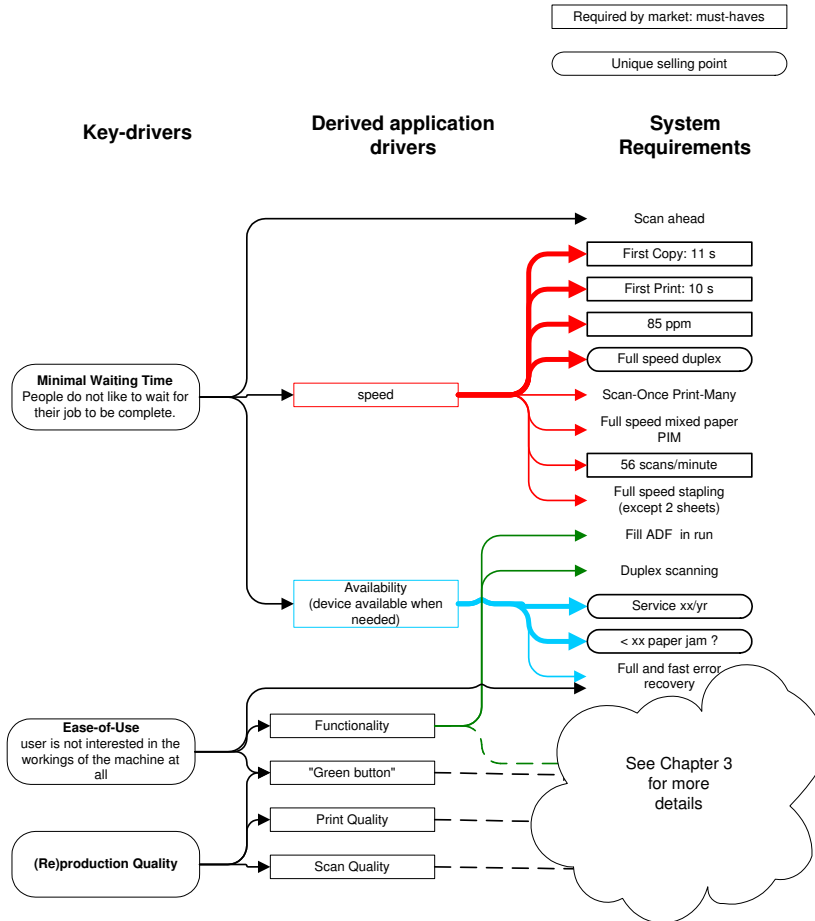 Required by market: must-haves
Unique selling point
Key-drivers
Derived application
drivers
System
Requirements
Scan ahead
First Copy: 11 s
First Print: 10 s
85 ppm
Full speed duplex
Minimal Waiting Time
People do not like to wait for
their job to be complete.
speed
Scan-Once Print-Many
Full speed mixed paper
PIM
56 scans/minute
Full speed stapling
(except 2 sheets)
Fill ADF in run
Duplex scanning
Availability
(device available when
needed)
Service xx/yr
< xx paper jam ?
Full and fast error
recovery
Ease-of-Use
user is not interested in the
workings of the machine at
all
Functionality
"Green button"
Print Quality
Scan Quality
(Re)production Quality
See Chapter 3
for more
details